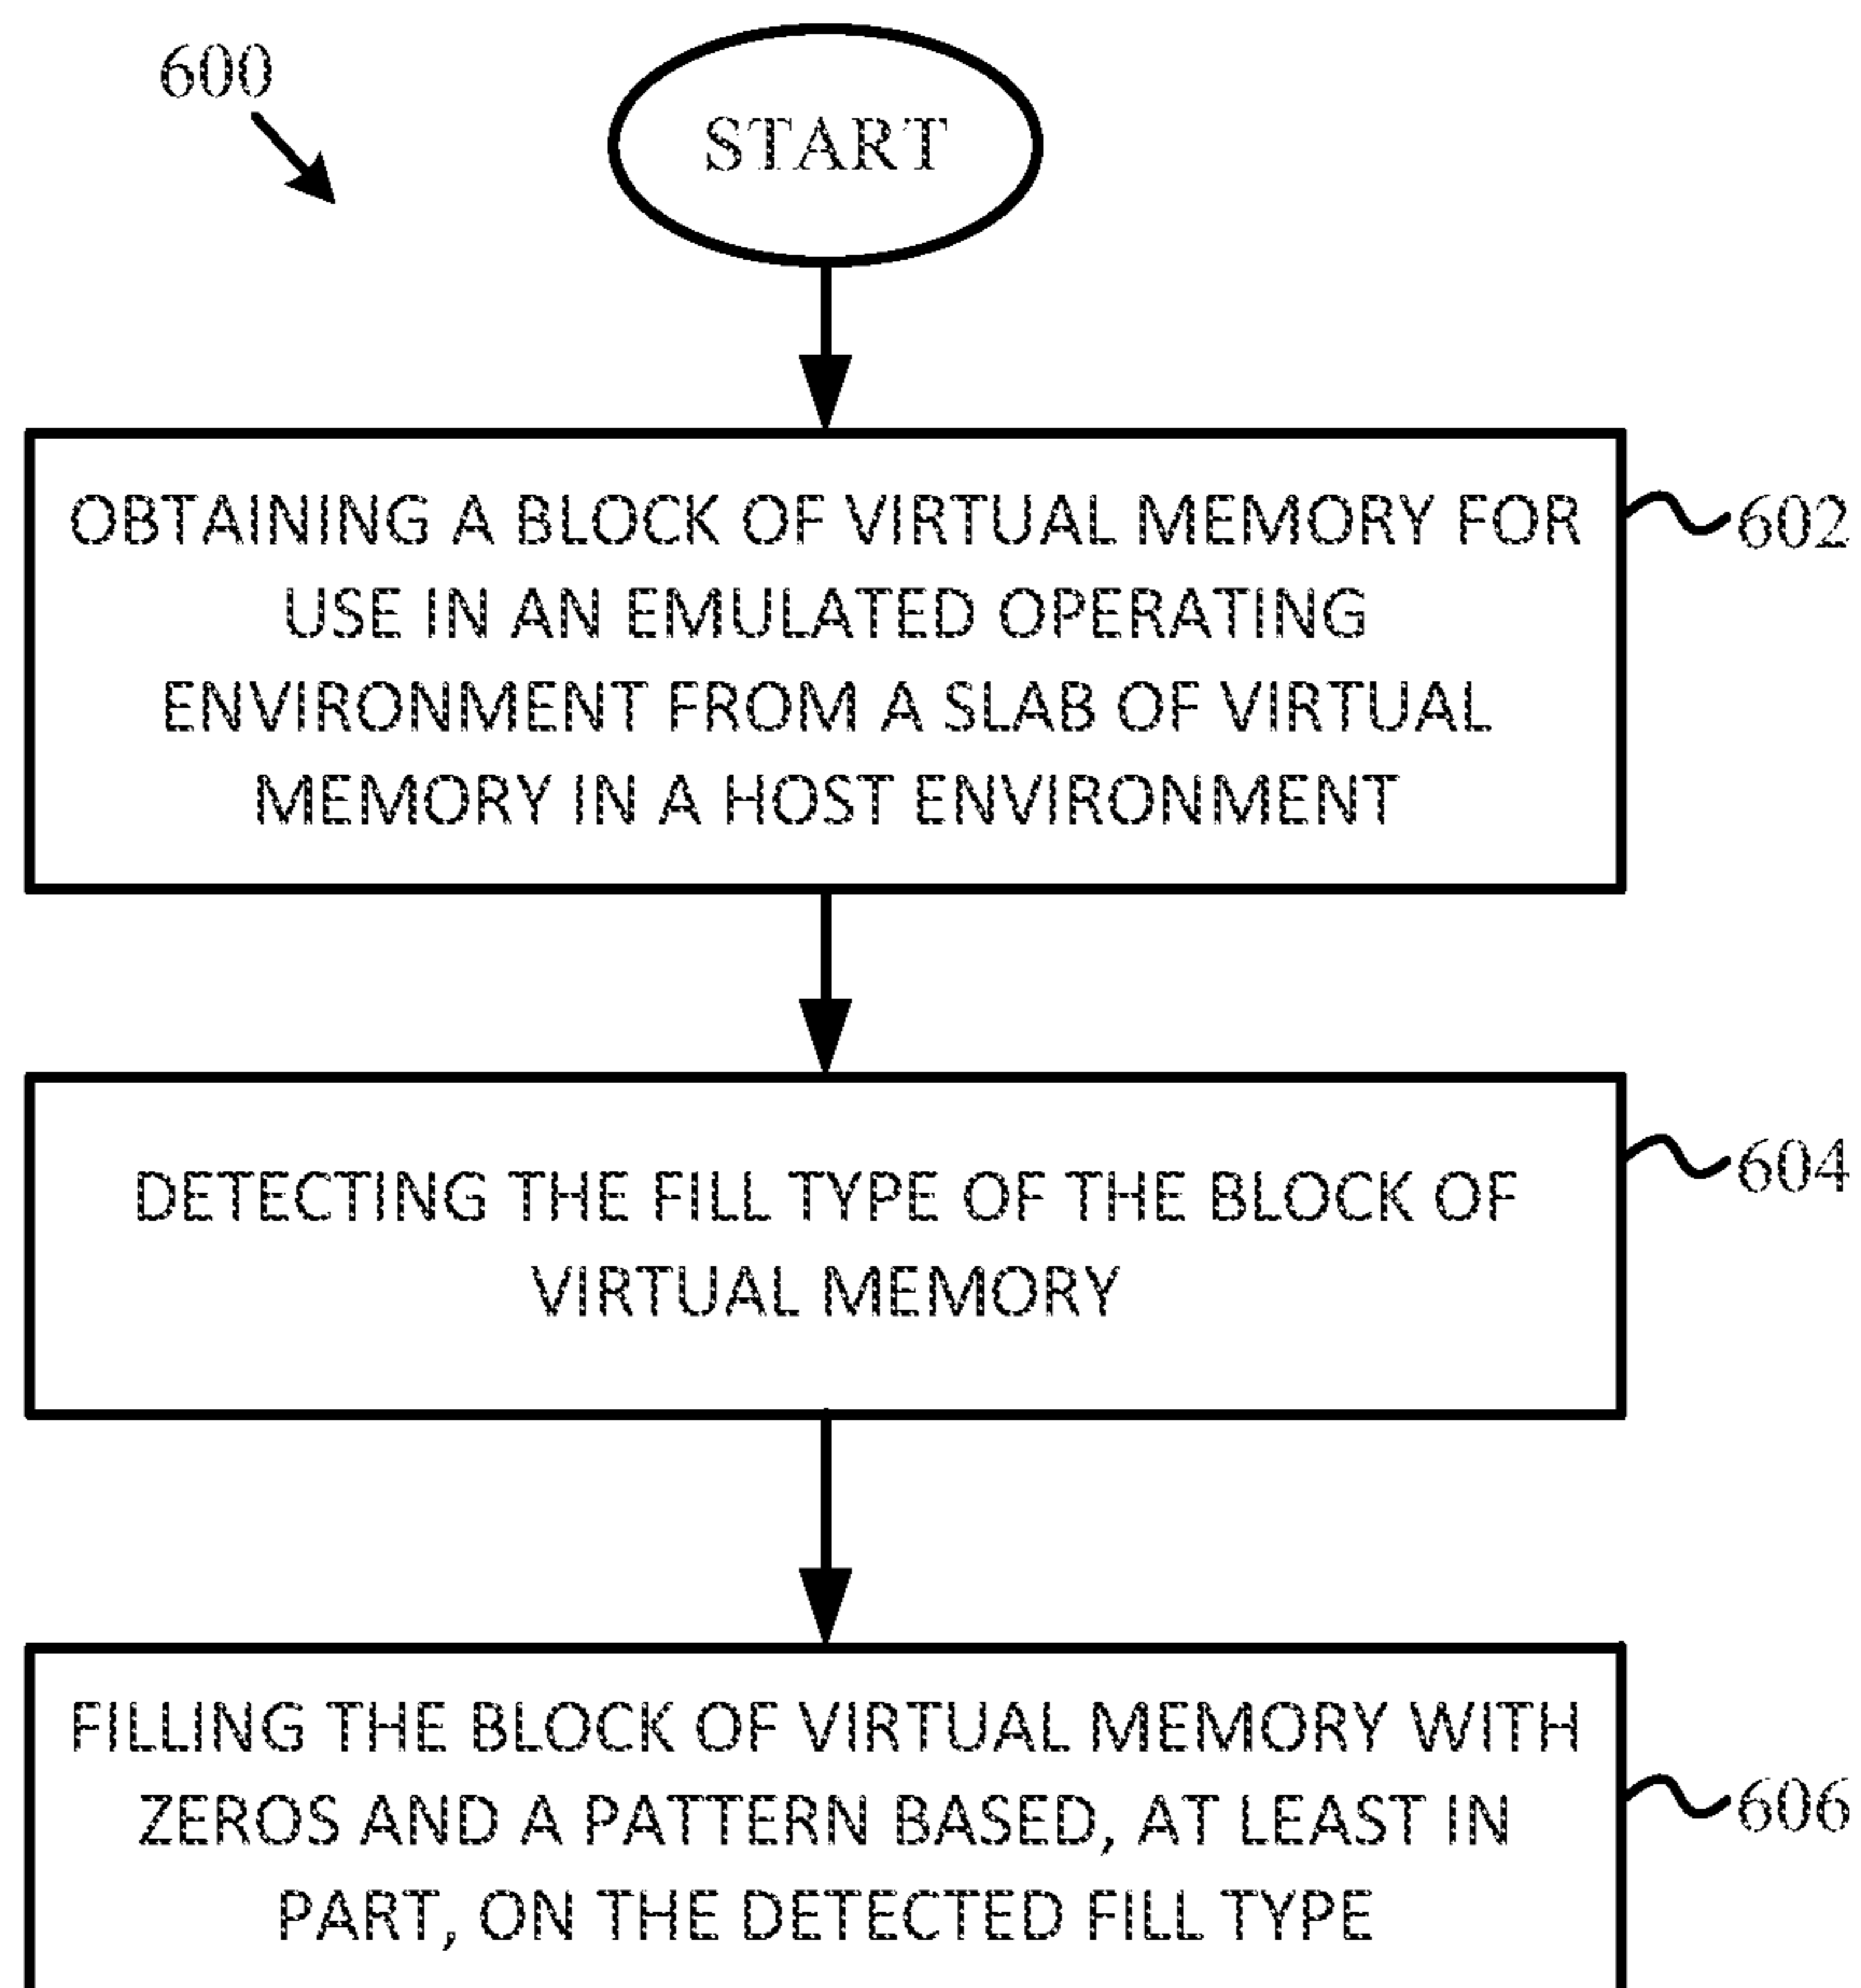 600
START
OBTAINING A BLOCK OF VIRTUAL MEMORY FOR
USE IN AN EMULATED OPERATING
ENVIRONMENT FROM A SLAB OF VIRTUAL
MEMORY IN A HOST ENVIRONMENT
602
DETECTING THE FILL TYPE OF THE BLOCK OF
VIRTUAL MEMORY
604
FILLING THE BLOCK OF VIRTUAL MEMORY WITH
ZEROS AND A PATTERN BASED, AT LEAST IN
PART, ON THE DETECTED FILL TYPE
606